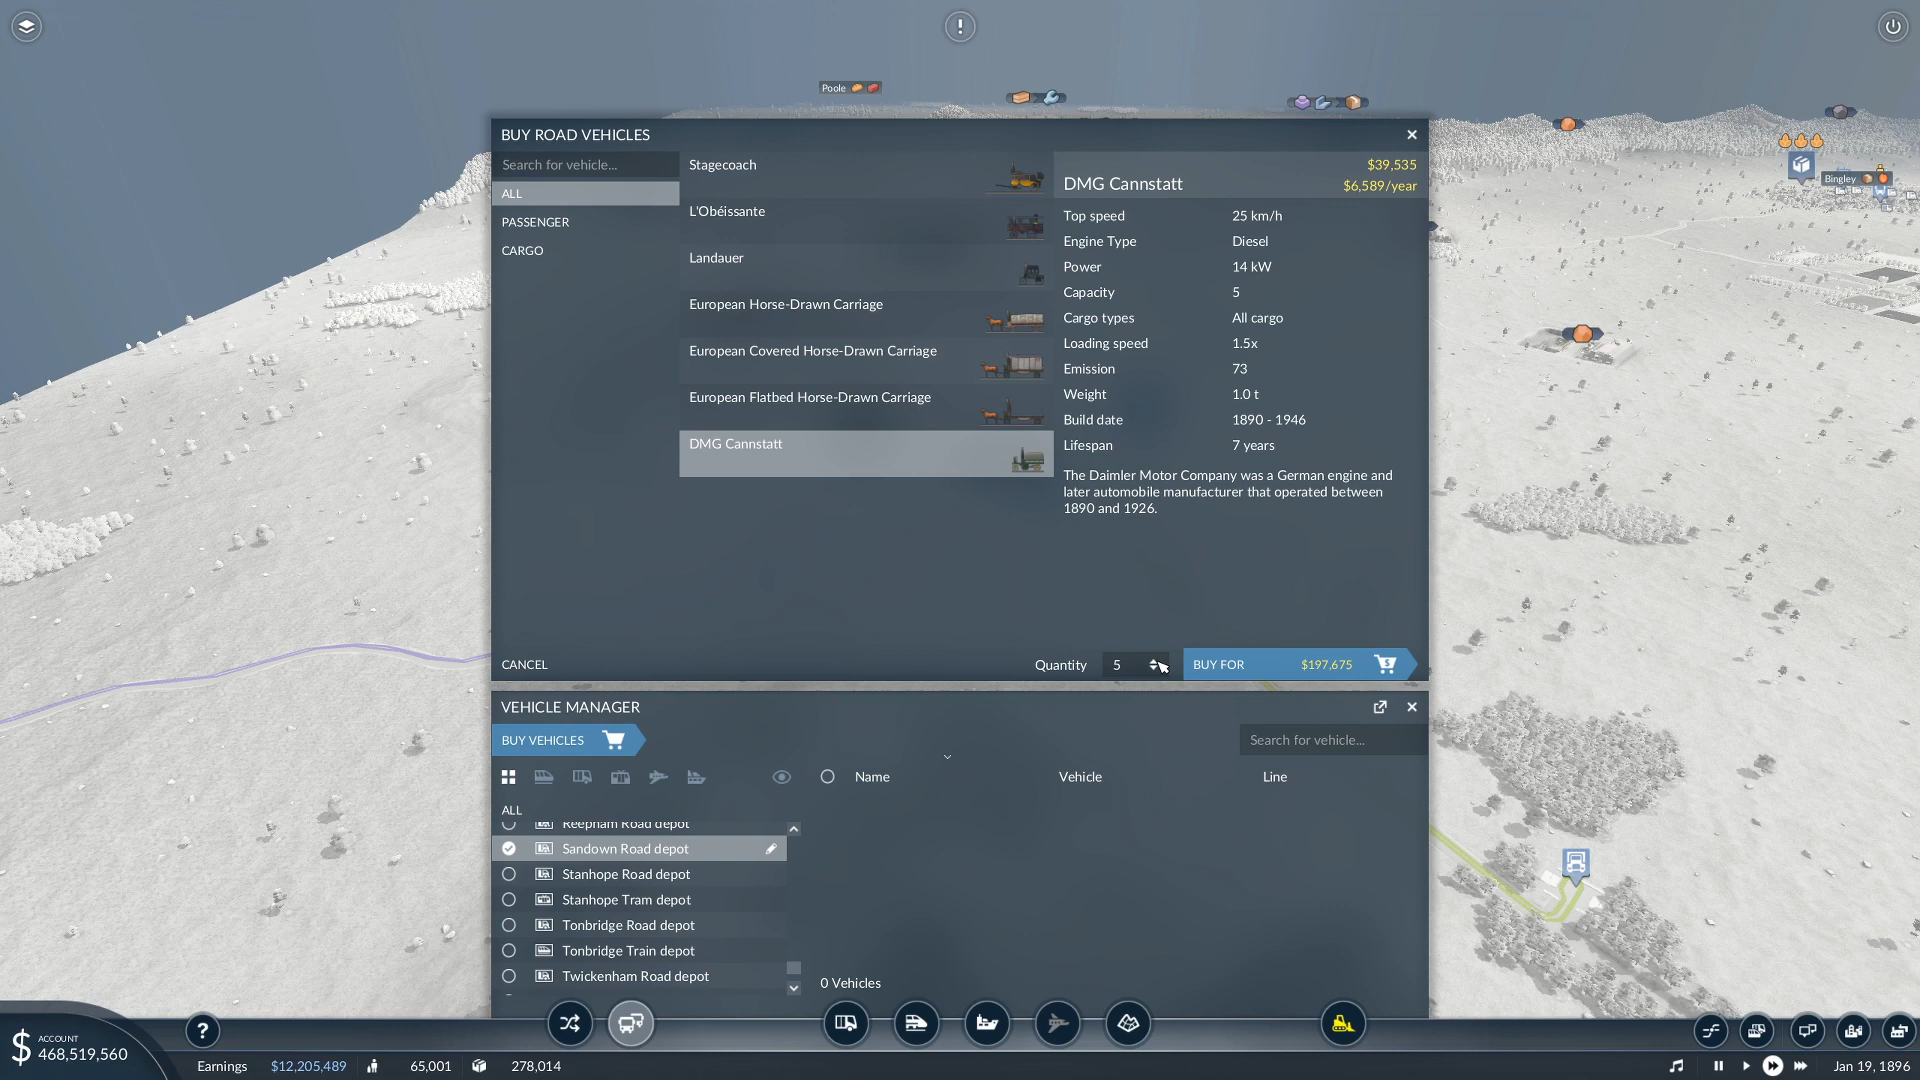 Poole
Bingley
BUY ROAD VEHICLES
Search for vehicle...
ALL
PASSENGER
CARGO
Stagecoach
L'Obéissante
Landauer
European Horse-Drawn Carriage
European Covered Horse-Drawn Carriage
European Flatbed Horse-Drawn Carriage
DMG Cannstatt
$39,535
DMG Cannstatt
$6,589/year
Top speed 25 km/h
Engine Type Diesel
Power 14 kW
Capacity 5
Cargo types All cargo
Loading speed 1.5x
Emission 73
Weight 1.0 t
Build date 1890 - 1946
Lifespan 7 years
The Daimler Motor Company was a German engine and
later automobile manufacturer that operated between
1890 and 1926.
CANCEL
Quantity 5
BUY FOR $197,675
VEHICLE MANAGER
BUY VEHICLES
Search for vehicle...
Name Vehicle Line
ALL
Reepham Road depot
Sandown Road depot
Stanhope Road depot
Stanhope Tram depot
Tonbridge Road depot
Tonbridge Train depot
Twickenham Road depot
0 Vehicles
$ ACCOUNT
468,519,560
?
Earnings $12,205,489 65,001 278,014
Jan 19, 1896